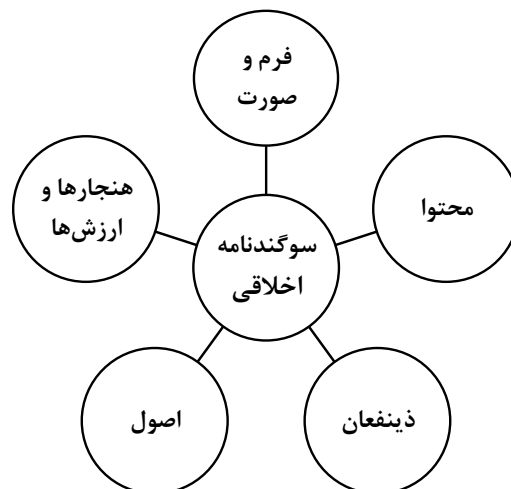 فرم و
صورت
محتوا
هنجارها و
ارزش‌ها
سوگندنامه
اخلاقی
ذینفعان
اصول